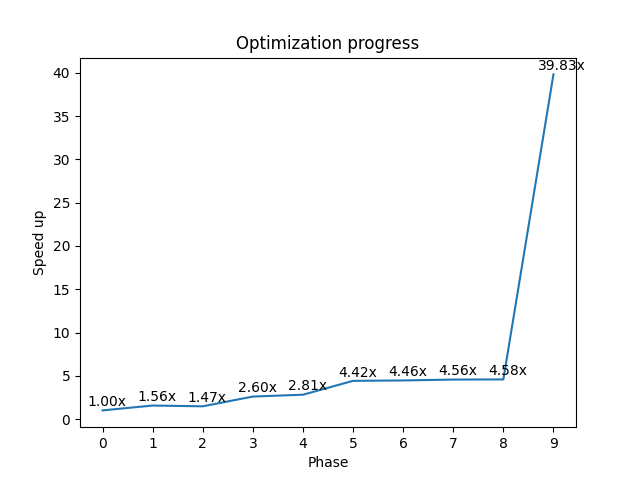 Optimization progress
40
35
30
25
20
15
10
5
0
Speed up
1.00x
1.56x
1.47x
2.60x
2.81x
4.42x
4.46x
4.56x
4.58x
39.83x
0 1 2 3 4 5 6 7 8 9
Phase